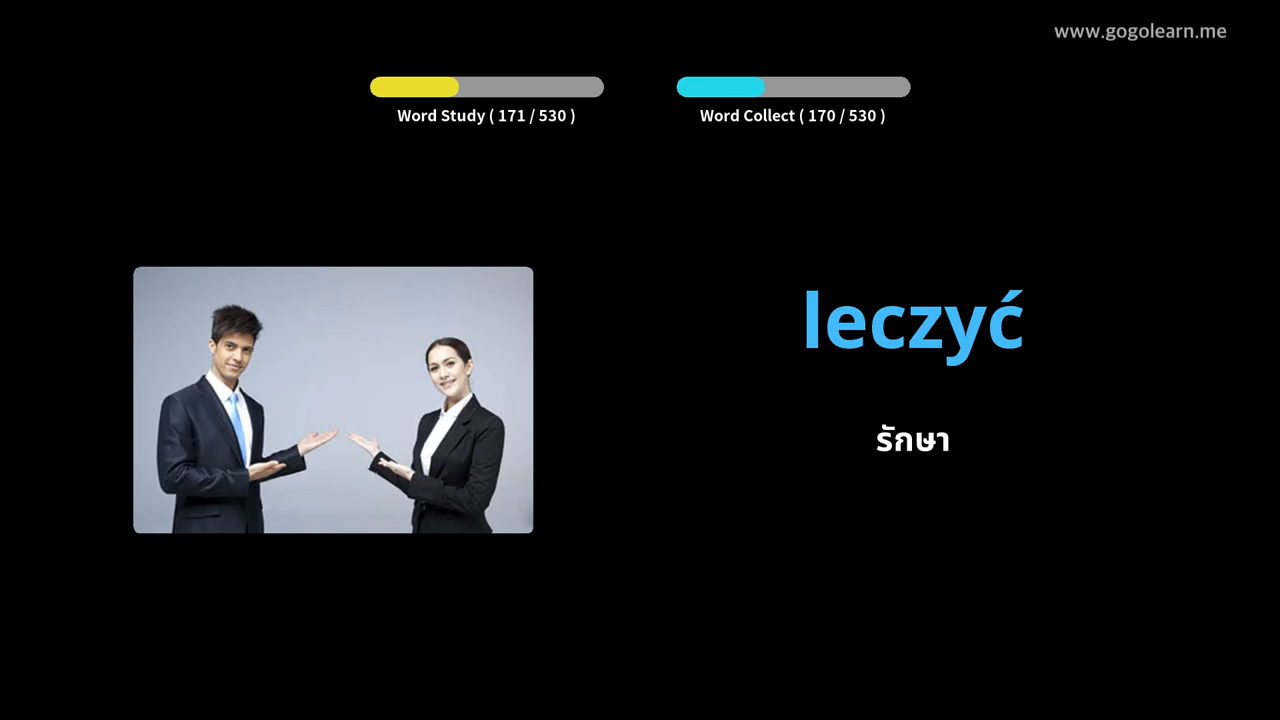 www.gogolearn.me
Word Study ( 171 / 530 )
Word Collect ( 170 / 530 )
leczyć
รักษา